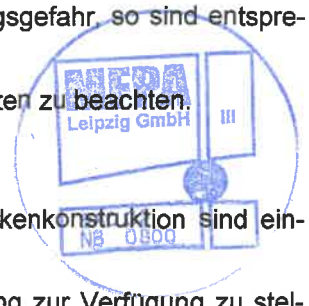 gsgefahr, so sind entspre-
ten zu beachten.
MFPA
Leipzig GmbH
III
kenkonstruktion sind ein-
NB 0800
ng zur Verfügung zu stel-